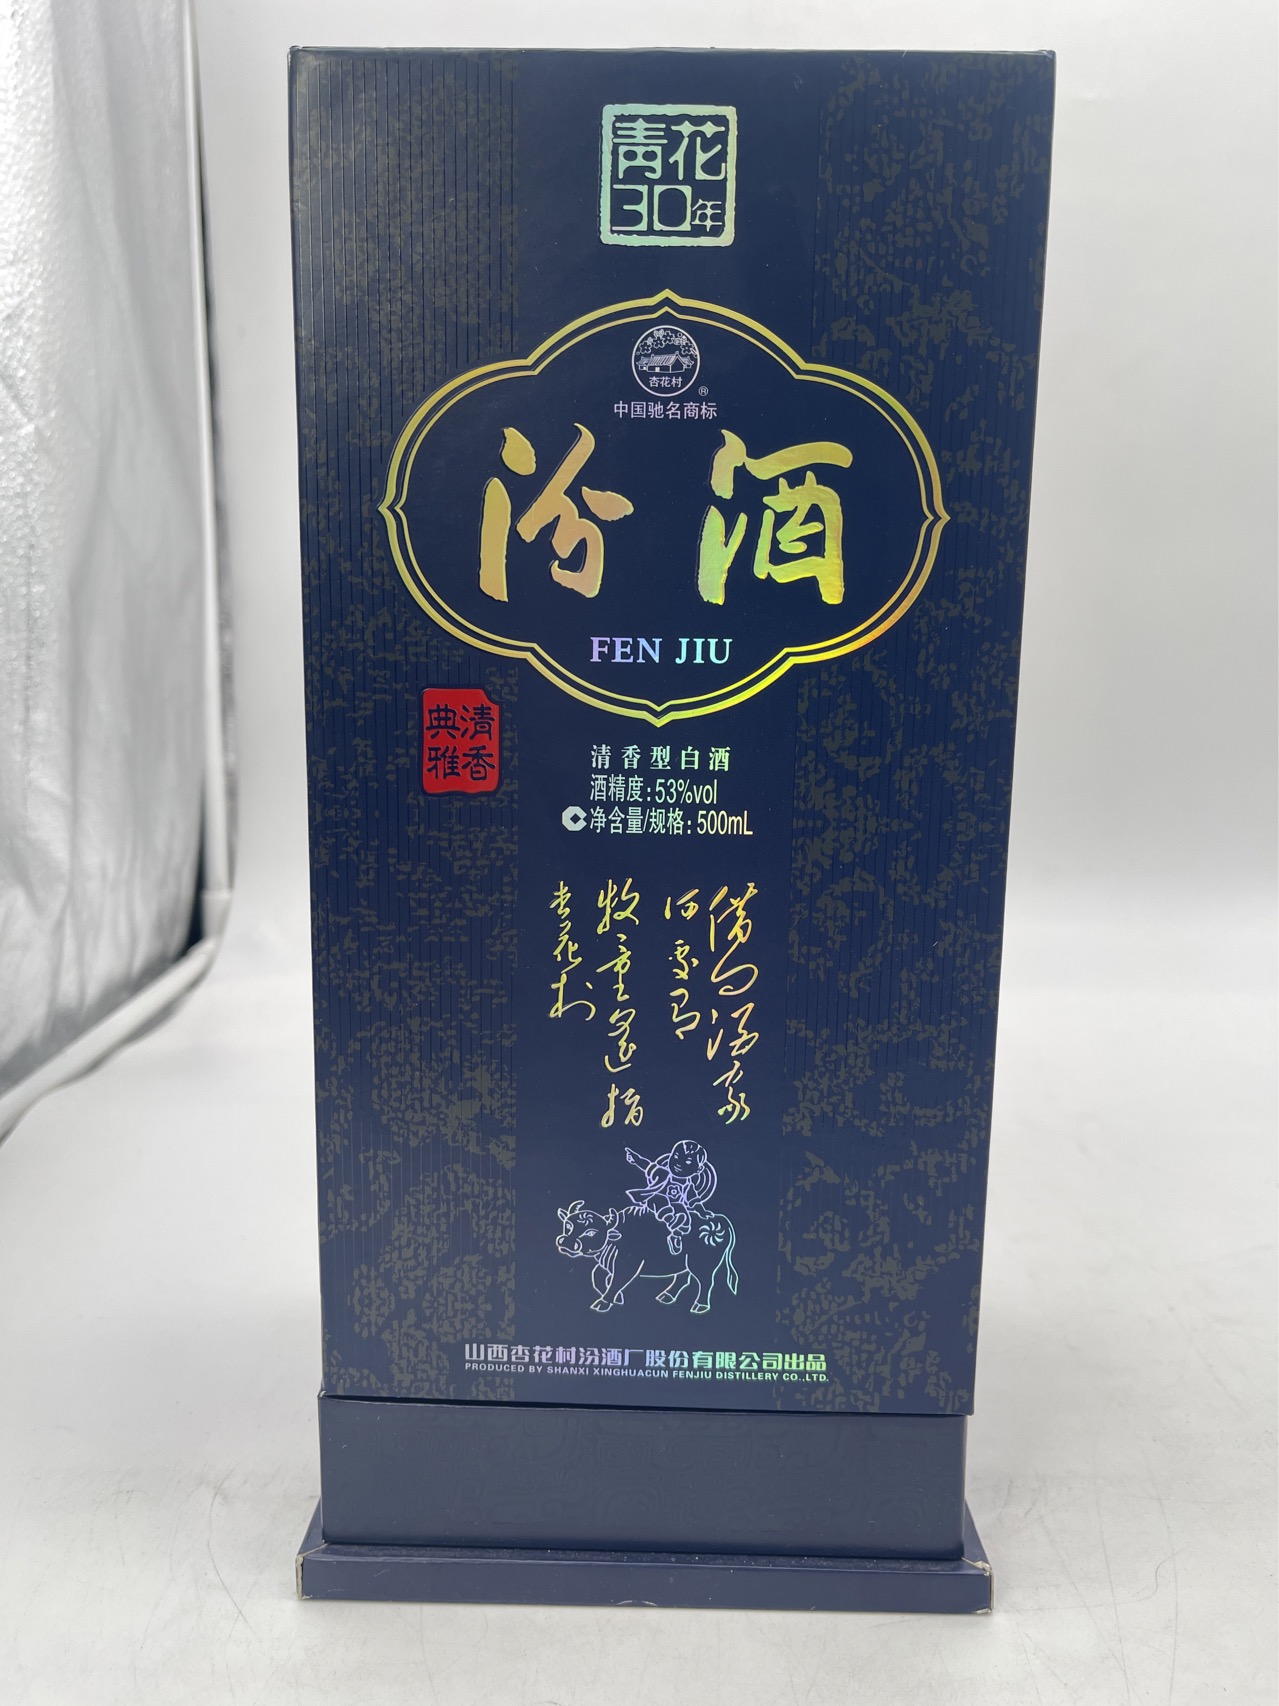 青花
30年
杏花村
®
中国驰名商标
汾酒
FEN JIU
清香
典雅
清香型白酒
酒精度:53%vol
净含量/规格:500mL
借问酒家
何处有
牧童遥指
杏花村
山西杏花村汾酒厂股份有限公司出品
PRODUCED BY SHANXI XINGHUACUN FENJIU DISTILLERY CO.,LTD.